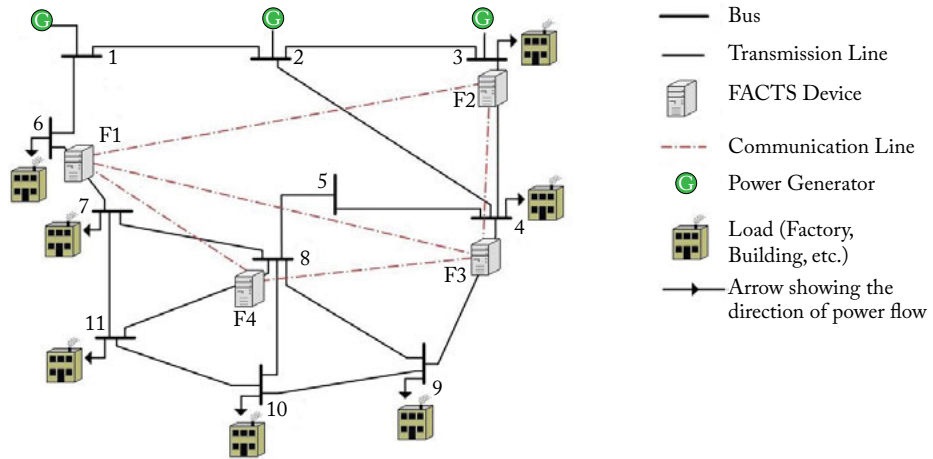 G
G
G
1
2
3
F2
6
F1
5
7
4
8
F3
F4
11
9
10
Bus
Transmission Line
FACTS Device
Communication Line
G
Power Generator
Load (Factory,
Building, etc.)
Arrow showing the
direction of power flow